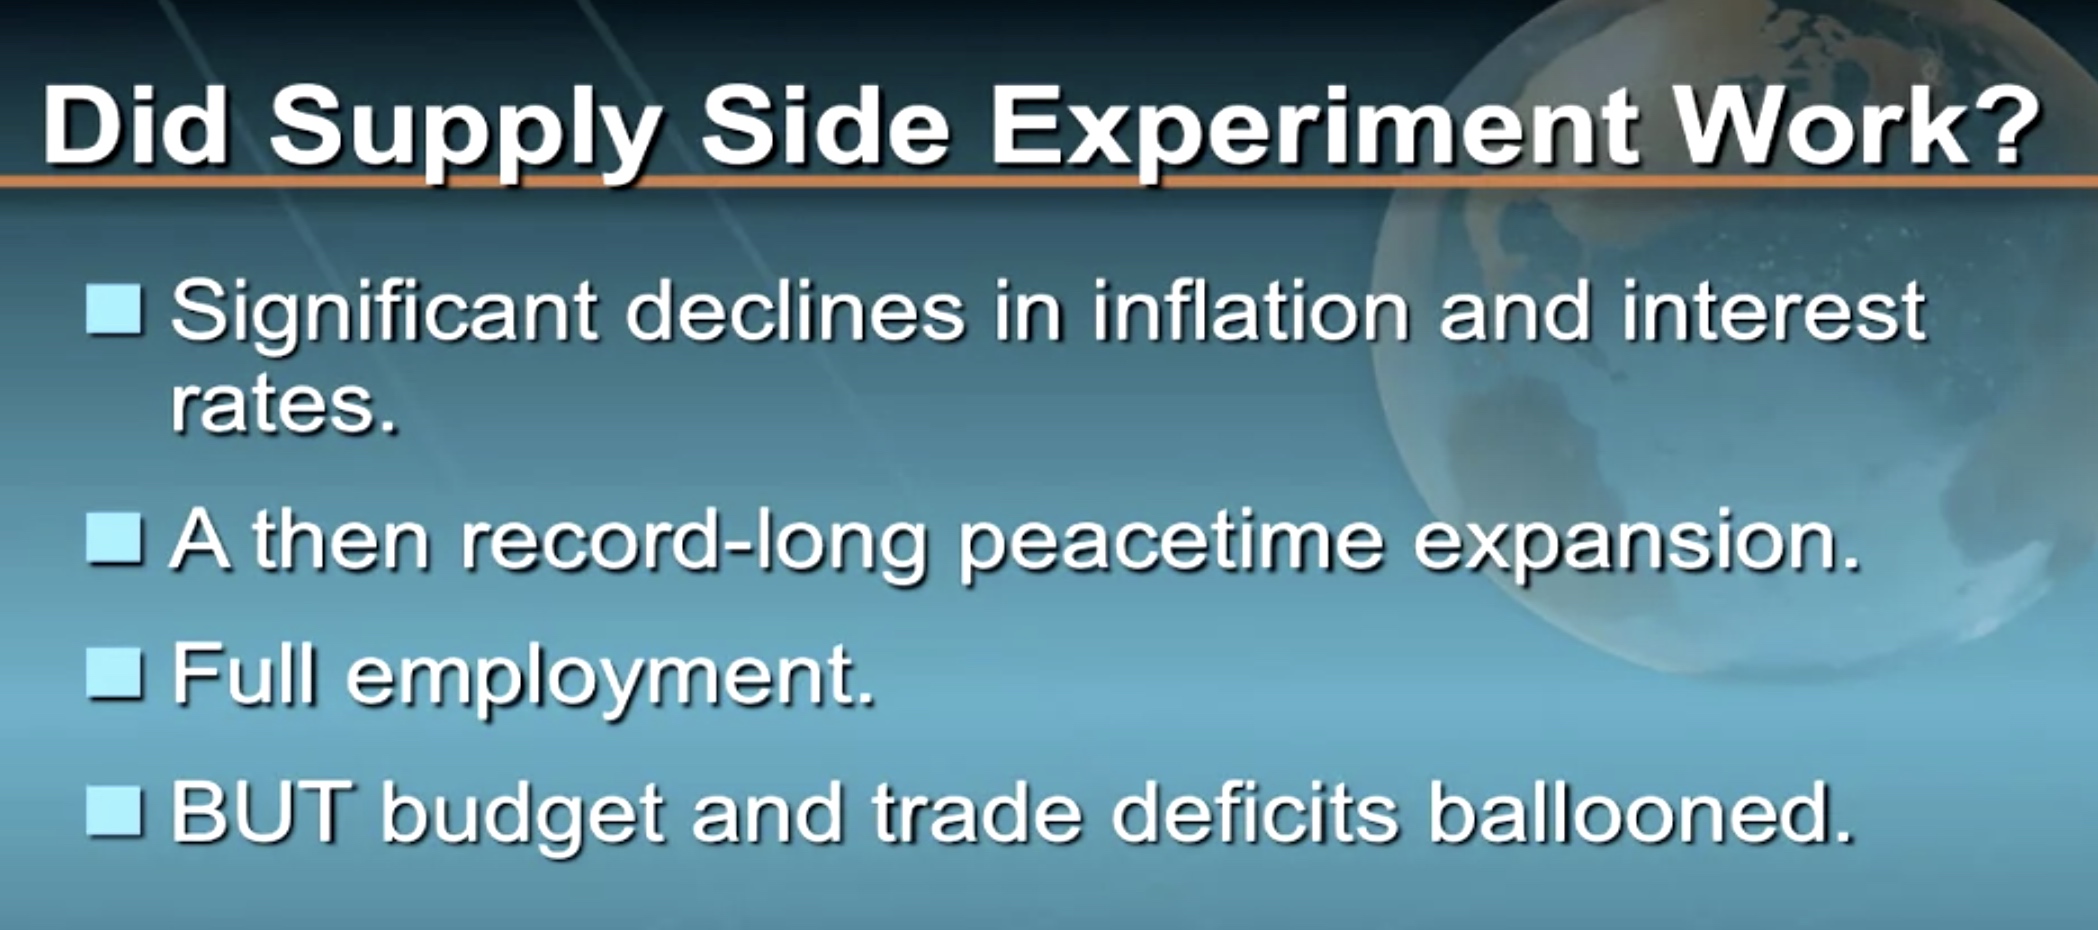 Did Supply Side Experiment Work?
Significant declines in inflation and interest
rates.
A then record-long peacetime expansion.
Full employment.
BUT budget and trade deficits ballooned.